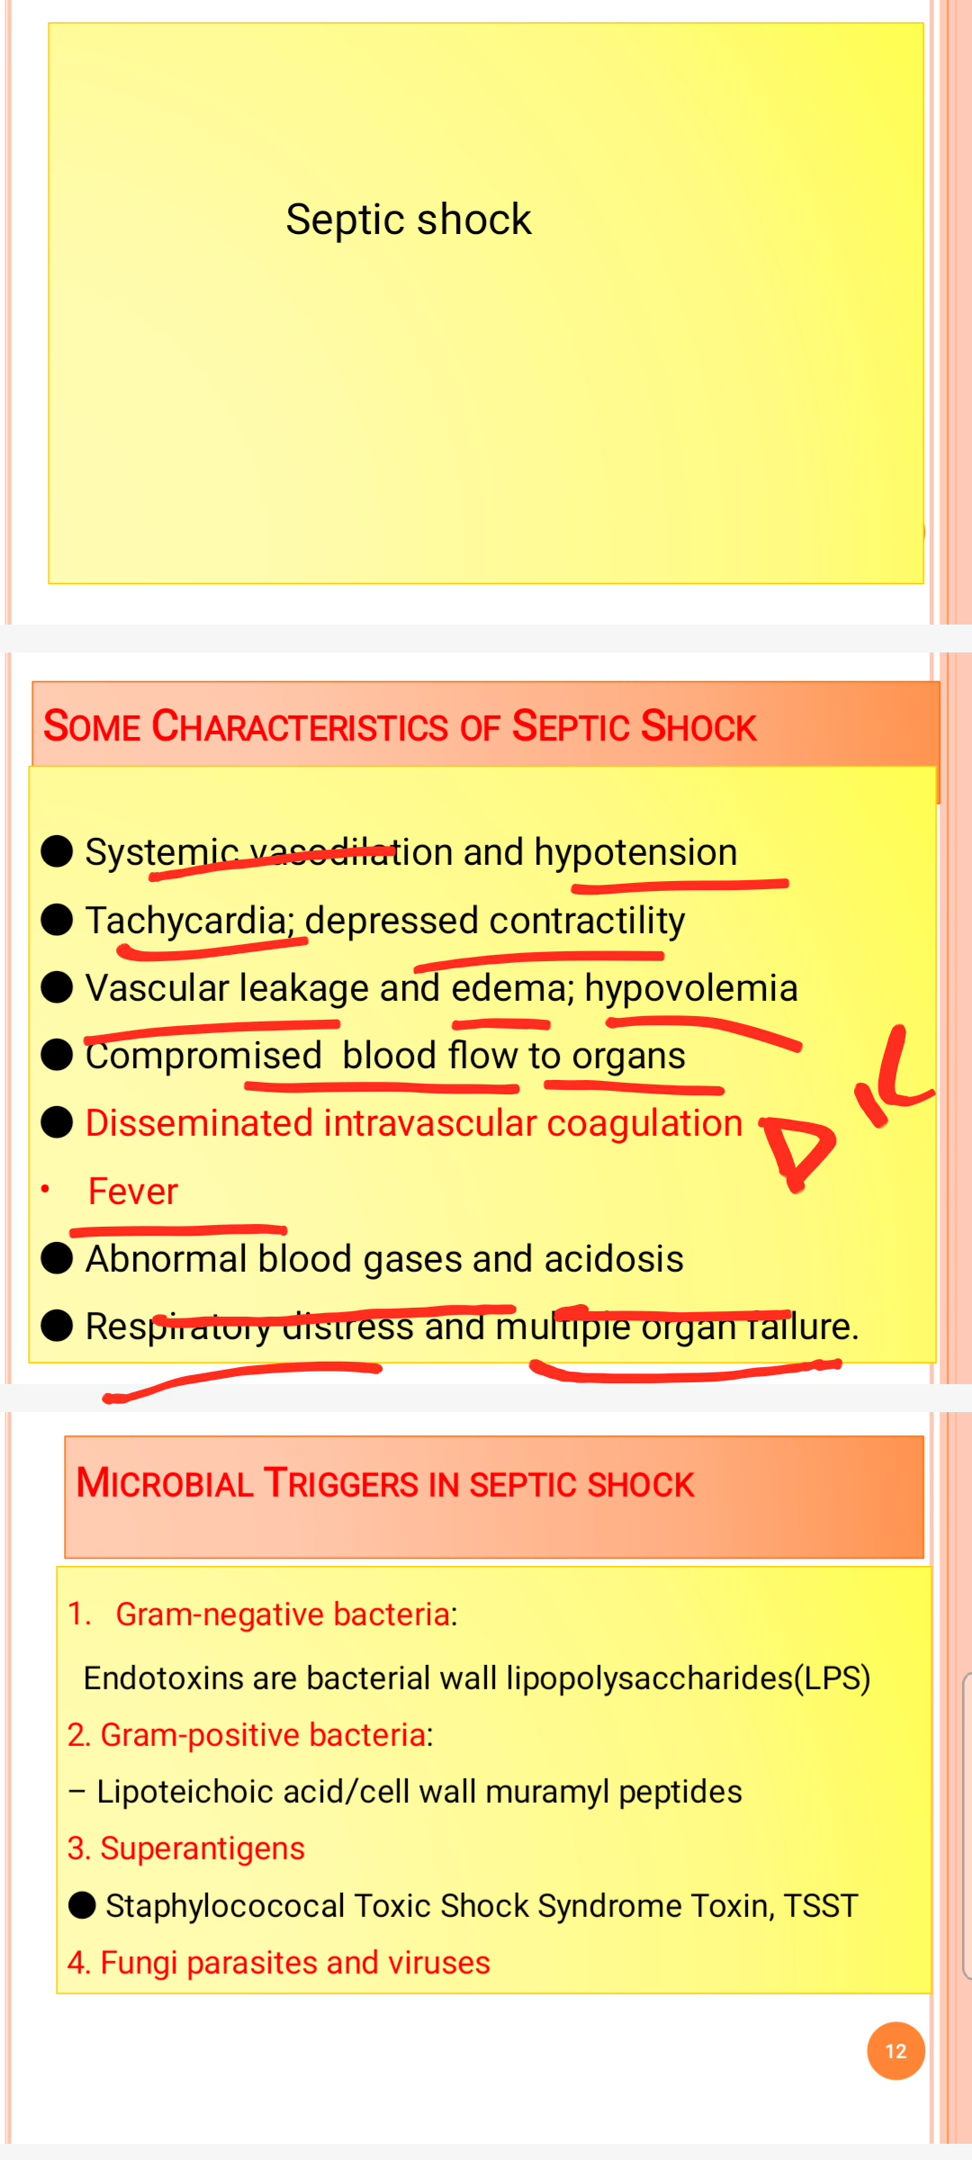 Septic shock
SOME CHARACTERISTICS OF SEPTIC SHOCK
● Systemic vasodilation and hypotension
● Tachycardia; depressed contractility
● Vascular leakage and edema; hypovolemia
● Compromised blood flow to organs
● Disseminated intravascular coagulation
DIC
• Fever
● Abnormal blood gases and acidosis
● Respiratory distress and multiple organ failure.
MICROBIAL TRIGGERS IN SEPTIC SHOCK
1. Gram-negative bacteria:
Endotoxins are bacterial wall lipopolysaccharides(LPS)
2. Gram-positive bacteria:
– Lipoteichoic acid/cell wall muramyl peptides
3. Superantigens
● Staphylocococal Toxic Shock Syndrome Toxin, TSST
4. Fungi parasites and viruses
12